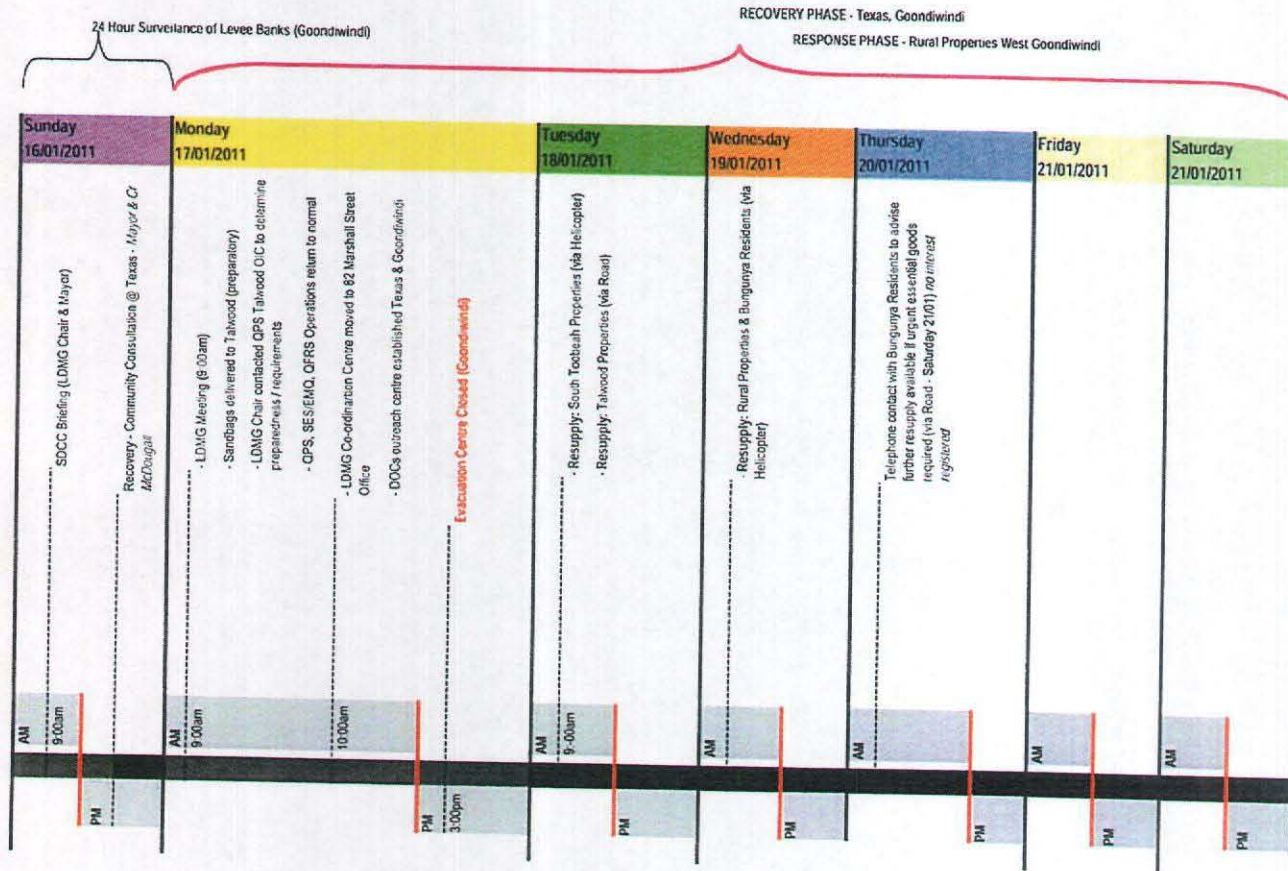 24 Hour Surveilance of Levee Banks (Goondiwindi)
RECOVERY PHASE - Texas, Goondiwindi
RESPONSE PHASE - Rural Properties West Goondiwindi
Sunday
16/01/2011
Monday
17/01/2011
Tuesday
18/01/2011
Wednesday
19/01/2011
Thursday
20/01/2011
Friday
21/01/2011
Saturday
21/01/2011
SDCC Briefing (LDMG Chair & Mayor)
Recovery - Community Consultation @ Texas - Mayor & Cr
McDougall
- LDMG Meeting (9:00am)
- Sandbags delivered to Talwood (preparatory)
- LDMG Chair contacted QPS Talwood OIC to determine
preparedness / requirements
- QPS, SES/EMQ, QFRS Operations return to normal
- LDMG Co-ordination Centre moved to 82 Marshall Street
Office
- DOCs outreach centre established Texas & Goondiwindi
Evacuation Centre Closed (Goondiwindi)
- Resupply: South Toobeah Properties (via Helicopter)
- Resupply: Talwood Properties (via Road)
- Resupply: Rural Properties & Bungunya Residents (via
Helicopter)
Telephone contact with Bungunya Residents to advise
further resupply available if urgent essential goods
required (via Road - Saturday 21/01) no interest
registered
AM
9:00am
PM
AM
9:00am
10:00am
PM
3:00pm
AM
9:00am
PM
AM
PM
AM
PM
AM
PM
AM
PM